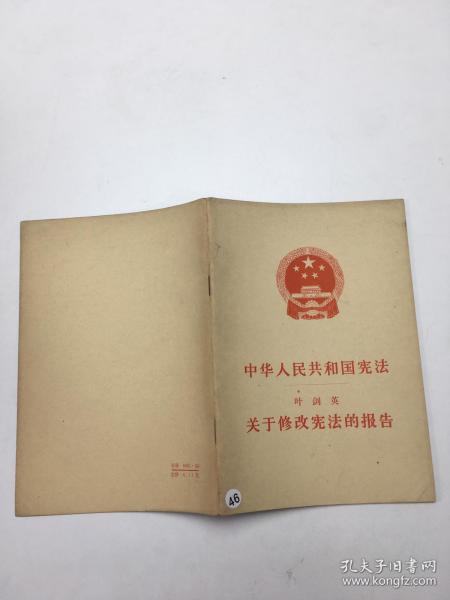 中华人民共和国宪法
叶剑英
关于修改宪法的报告
46
孔夫子旧书网
www.kongfz.com